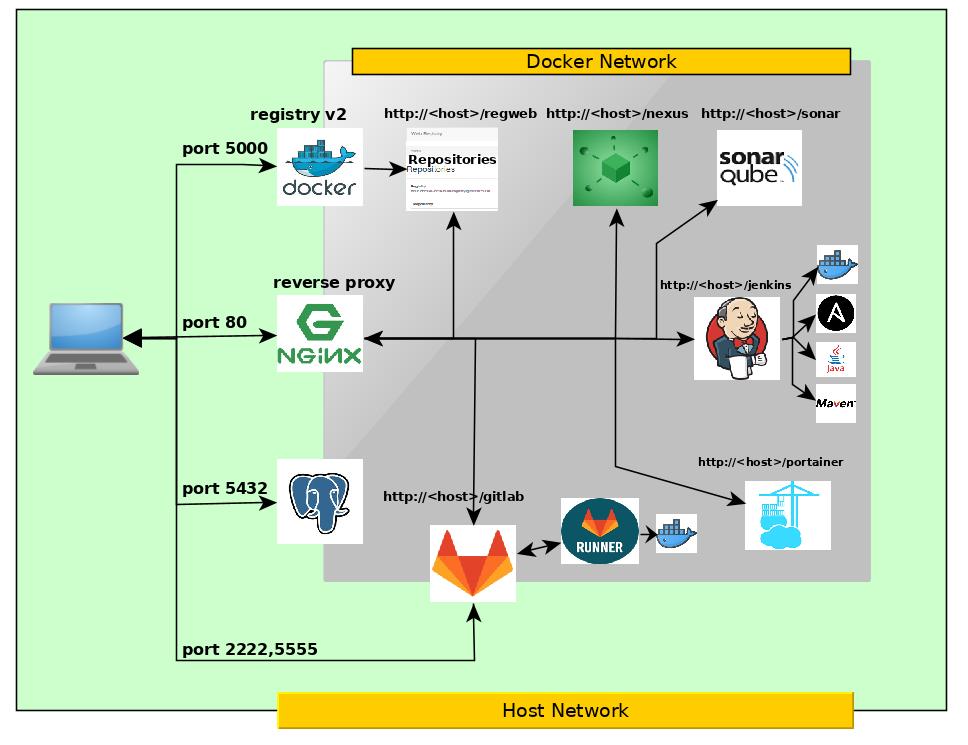 Docker Network
registry v2
http://<host>/regweb
http://<host>/nexus
http://<host>/sonar
port 5000
docker
Repositories
Repositories
sonar
qube
reverse proxy
http://<host>/jenkins
port 80
NGiNX
Java
Maven
port 5432
http://<host>/gitlab
http://<host>/portainer
RUNNER
port 2222,5555
Host Network